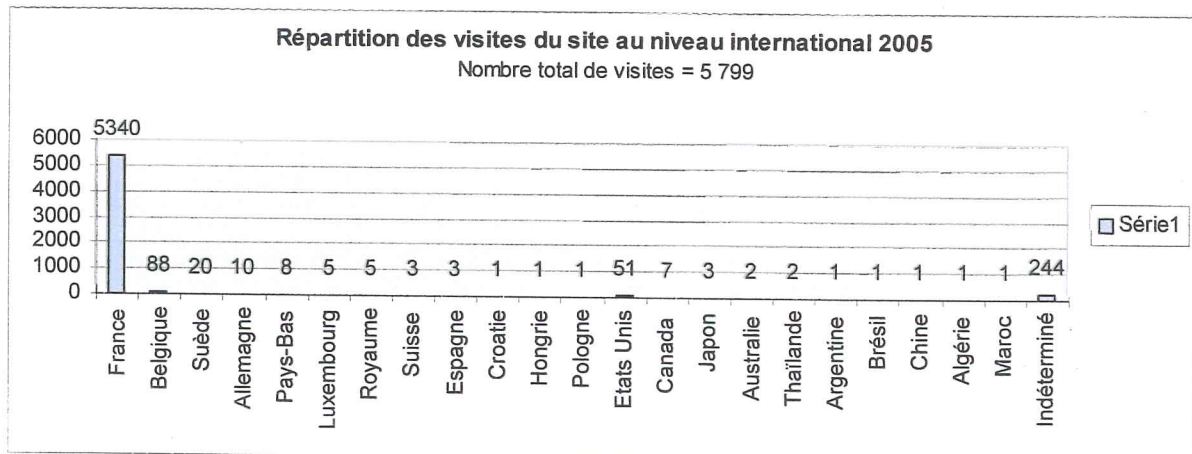 Répartition des visites du site au niveau international 2005
Nombre total de visites = 5 799
6000
5000
4000
3000
2000
1000
0
5340
88
20
10
8
5
5
3
3
1
1
1
51
7
3
2
2
1
1
1
1
1
244
France
Belgique
Suède
Allemagne
Pays-Bas
Luxembourg
Royaume
Suisse
Espagne
Croatie
Hongrie
Pologne
Etats Unis
Canada
Japon
Australie
Thaïlande
Argentine
Brésil
Chine
Algérie
Maroc
Indéterminé
Série1